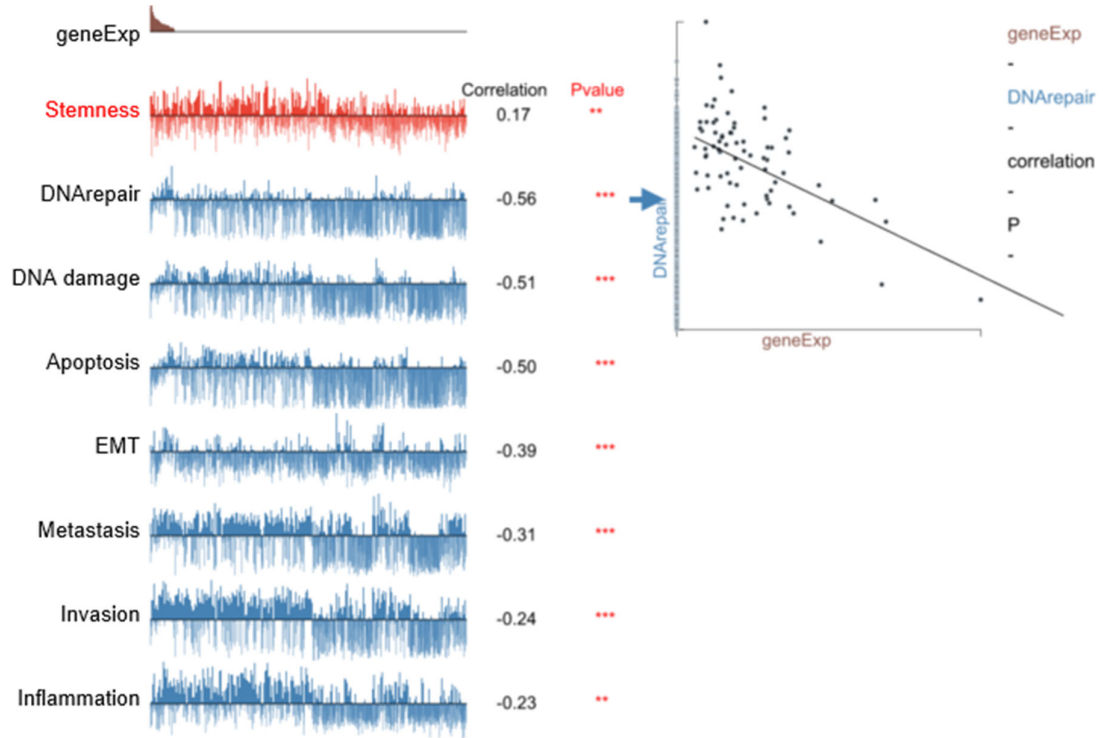 geneExp
Correlation Pvalue
Stemness 0.17 **
DNArepair -0.56 ***
DNA damage -0.51 ***
Apoptosis -0.50 ***
EMT -0.39 ***
Metastasis -0.31 ***
Invasion -0.24 ***
Inflammation -0.23 **
DNArepair
geneExp
geneExp
-
DNArepair
-
correlation
-
P
-